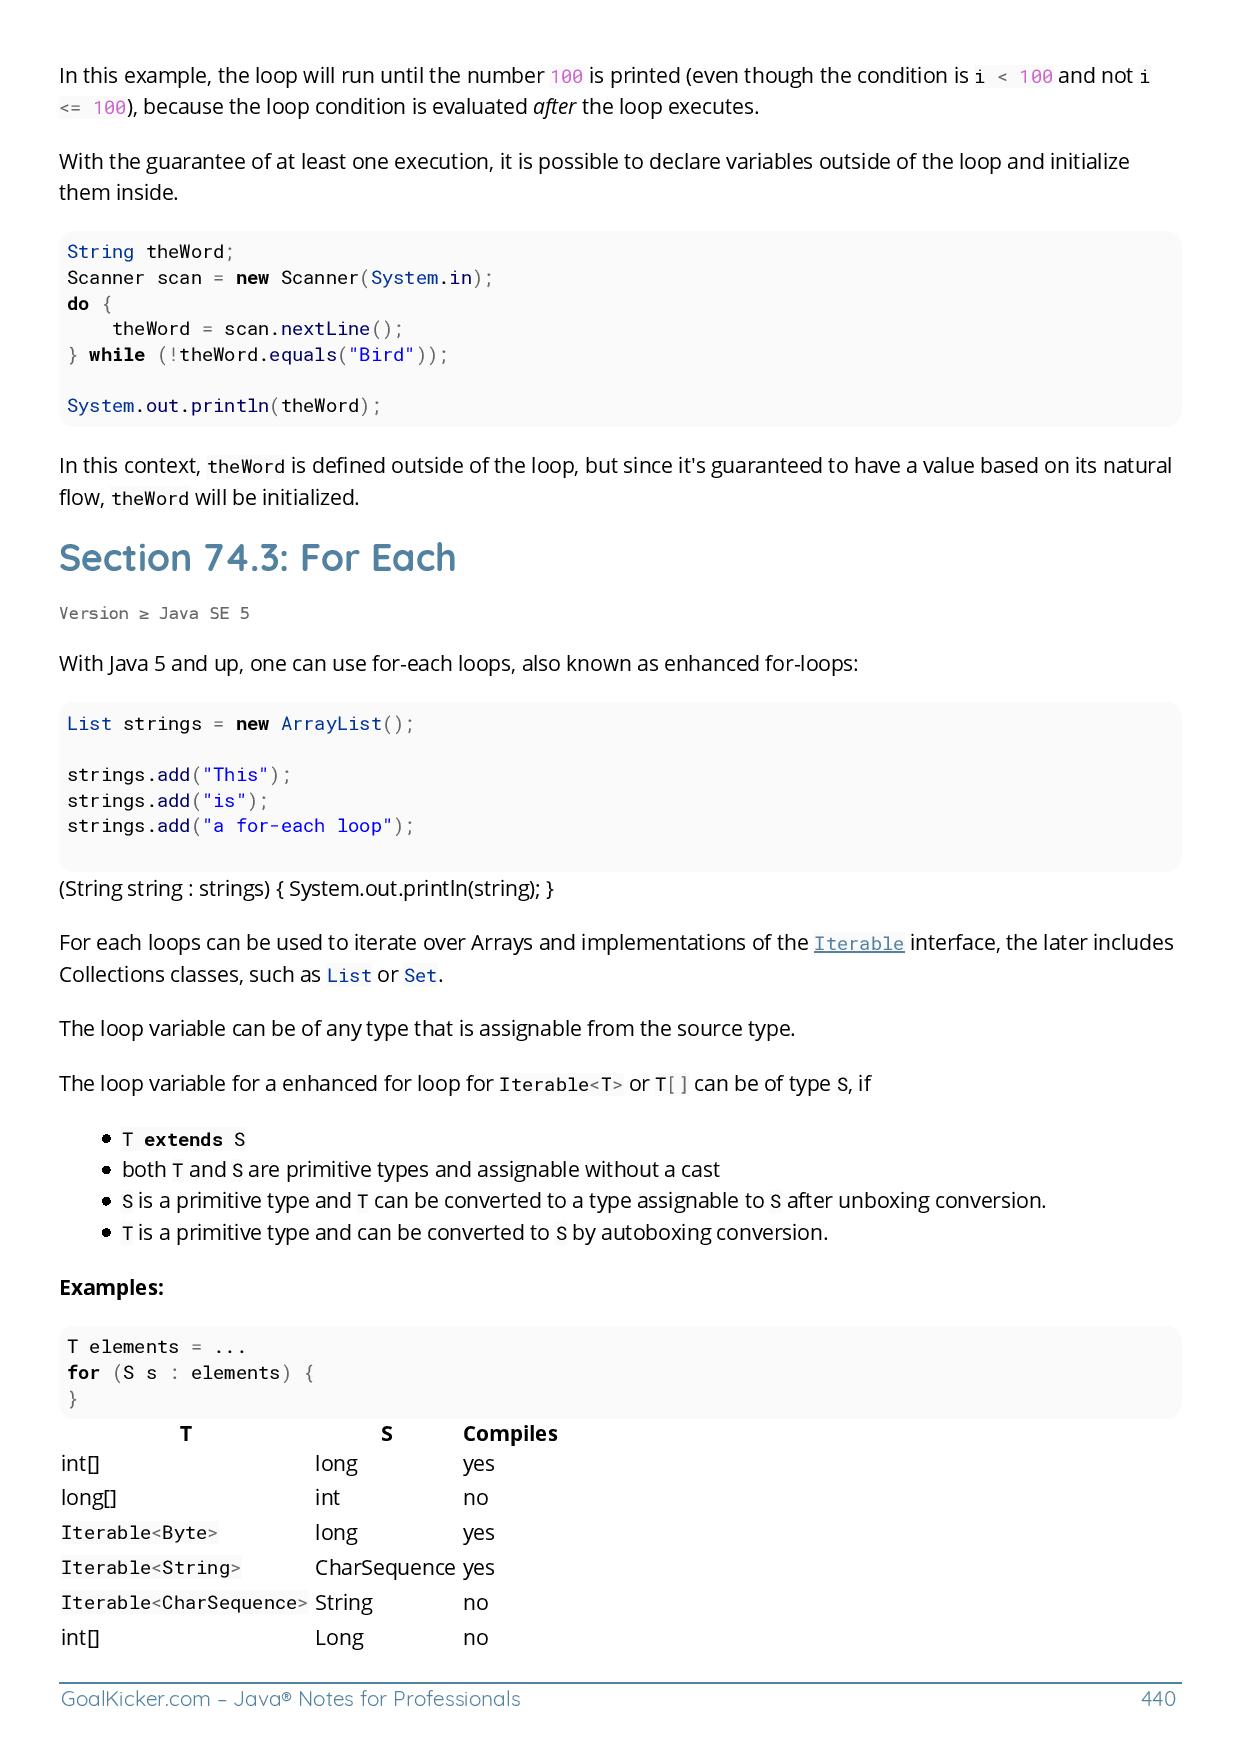 In this example, the loop will run until the number 100 is printed (even though the condition is i < 100 and not i
<= 100), because the loop condition is evaluated after the loop executes.
With the guarantee of at least one execution, it is possible to declare variables outside of the loop and initialize
them inside.
String theWord;
Scanner scan = new Scanner(System.in);
do {
    theWord = scan.nextLine();
} while (!theWord.equals("Bird"));
System.out.println(theWord);
In this context, theWord is defined outside of the loop, but since it's guaranteed to have a value based on its natural
flow, theWord will be initialized.
Section 74.3: For Each
Version ≥ Java SE 5
With Java 5 and up, one can use for-each loops, also known as enhanced for-loops:
List strings = new ArrayList();
strings.add("This");
strings.add("is");
strings.add("a for-each loop");
(String string : strings) { System.out.println(string); }
For each loops can be used to iterate over Arrays and implementations of the Iterable interface, the later includes
Collections classes, such as List or Set.
The loop variable can be of any type that is assignable from the source type.
The loop variable for a enhanced for loop for Iterable<T> or T[] can be of type S, if
● T extends S
● both T and S are primitive types and assignable without a cast
● S is a primitive type and T can be converted to a type assignable to S after unboxing conversion.
● T is a primitive type and can be converted to S by autoboxing conversion.
Examples:
T elements = ...
for (S s : elements) {
}
T S Compiles
int[] long yes
long[] int no
Iterable<Byte> long yes
Iterable<String> CharSequence yes
Iterable<CharSequence> String no
int[] Long no
GoalKicker.com – Java® Notes for Professionals 440